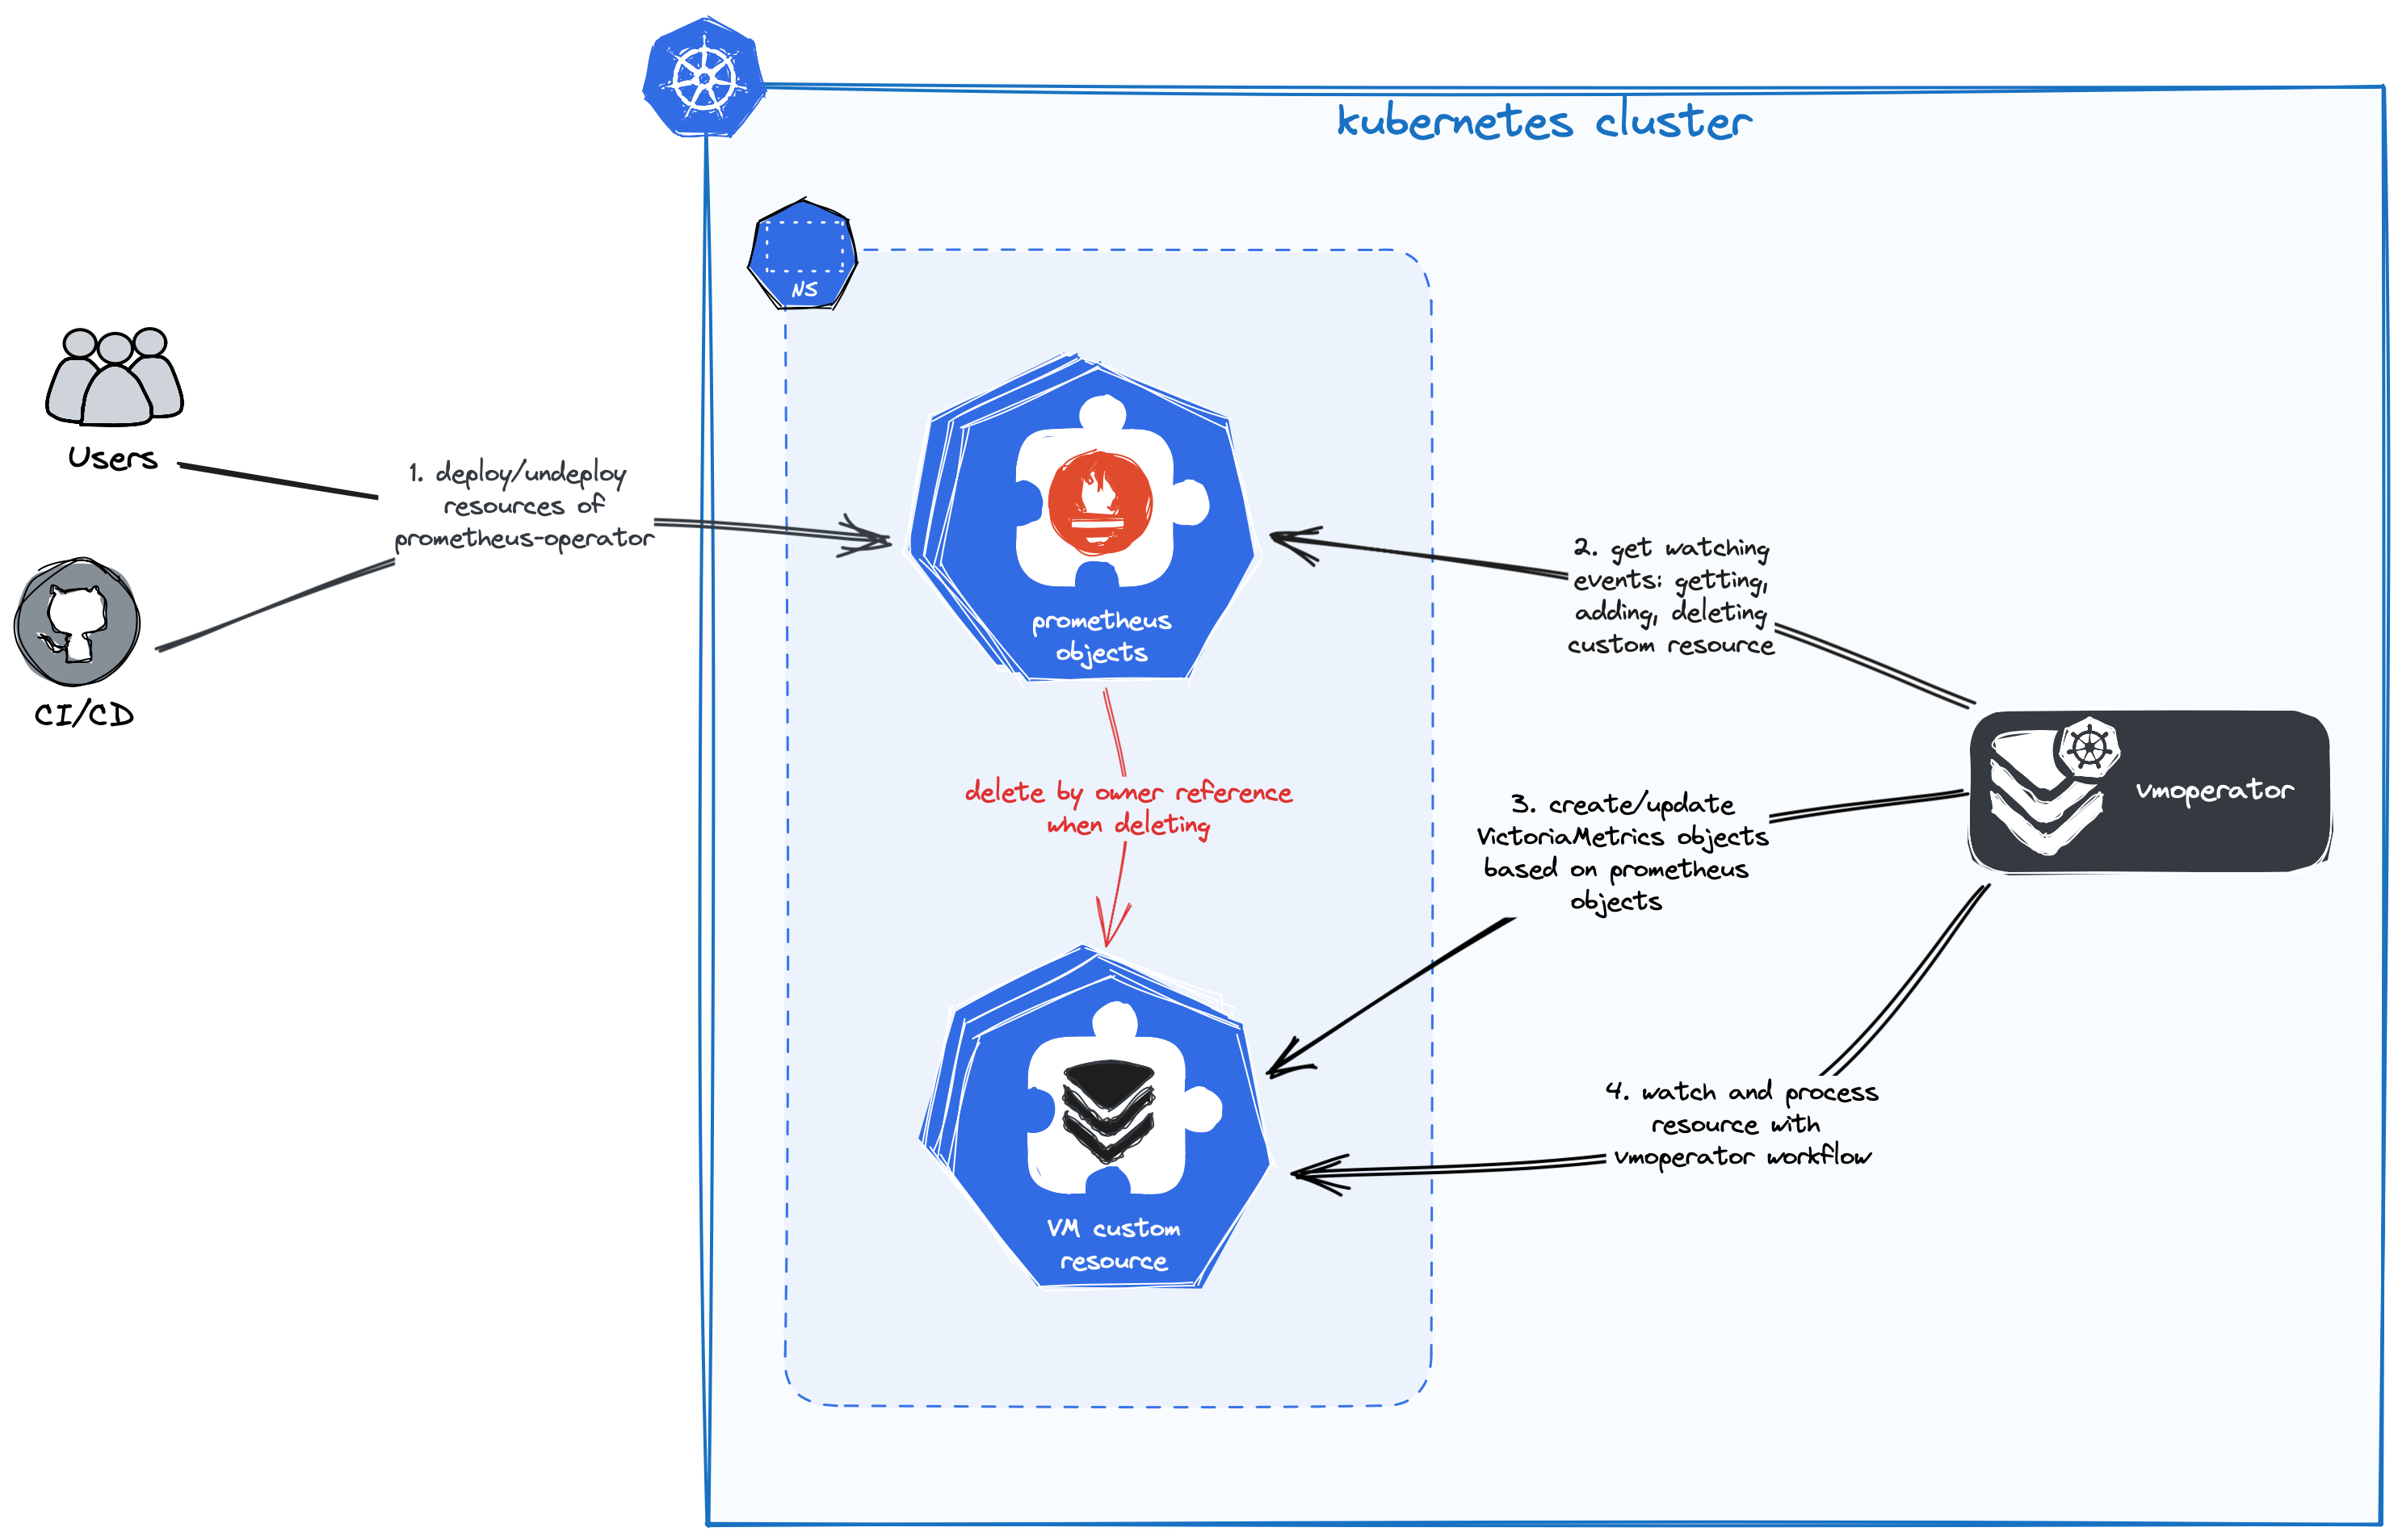 kubernetes cluster
NS
Users
1. deploy/undeploy
resources of
prometheus-operator
CI/CD
prometheus
objects
2. get watching
events: getting,
adding, deleting
custom resource
vmoperator
delete by owner reference
when deleting
3. create/update
VictoriaMetrics objects
based on prometheus
objects
4. watch and process
resource with
vmoperator workflow
VM custom
resource